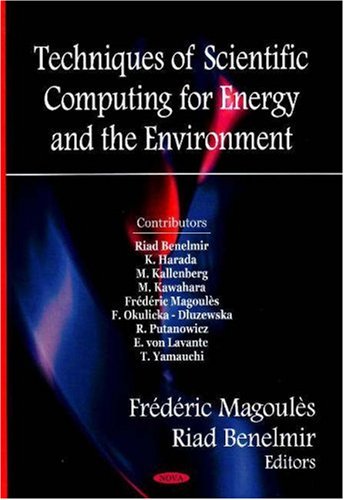 Techniques of Scientific
Computing for Energy
and the Environment
Contributors
Riad Benelmir
K. Harada
M. Kallenberg
M. Kawahara
Frédéric Magoulès
F. Okulicka - Dluzewska
R. Putanowicz
E. von Lavante
T. Yamauchi
Frédéric Magoulès
Riad Benelmir
Editors
NOVA